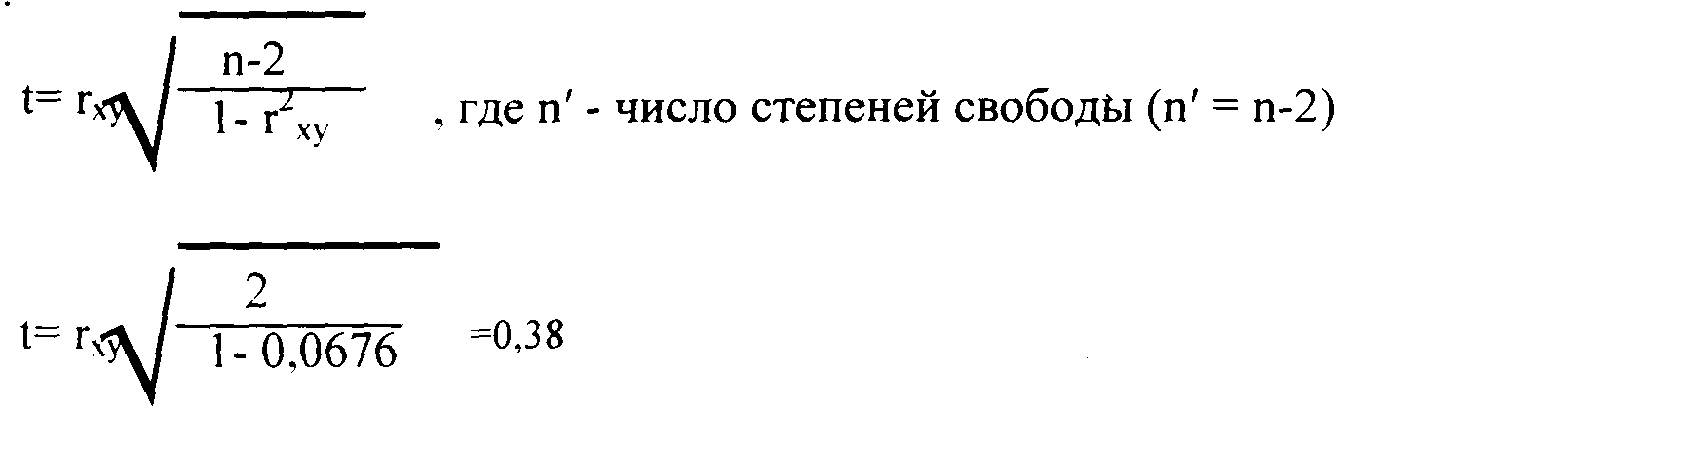 t= rxy√ n-2
1- r²xy , где n′ - число степеней свободы (n′ = n-2)
t= rxy√ 2
1- 0,0676 =0,38